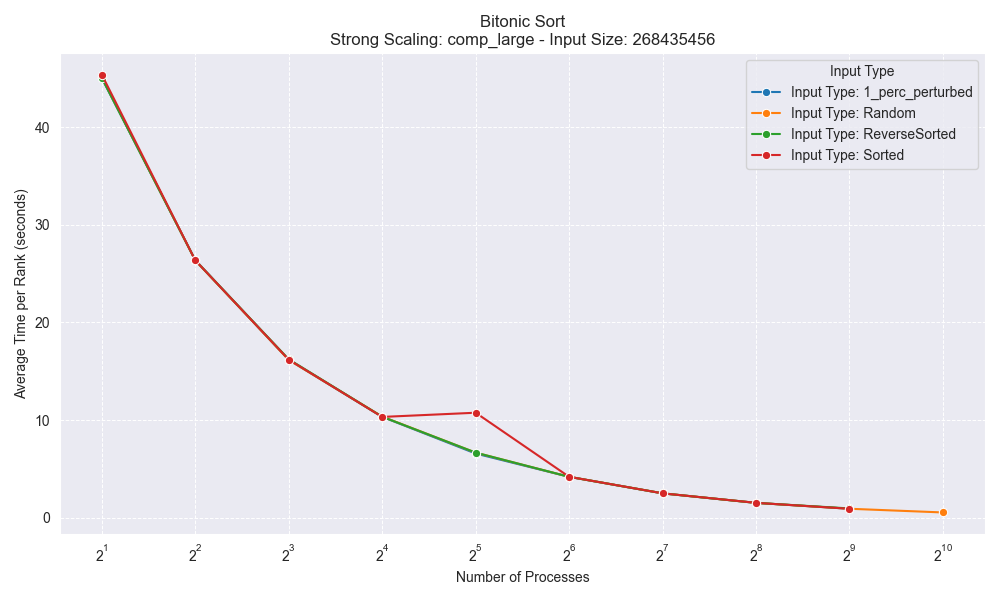 Bitonic Sort
Strong Scaling: comp_large - Input Size: 268435456
Input Type
Input Type: 1_perc_perturbed
Input Type: Random
Input Type: ReverseSorted
Input Type: Sorted
Average Time per Rank (seconds)
40
30
20
10
0
2^1 2^2 2^3 2^4 2^5 2^6 2^7 2^8 2^9 2^10
Number of Processes